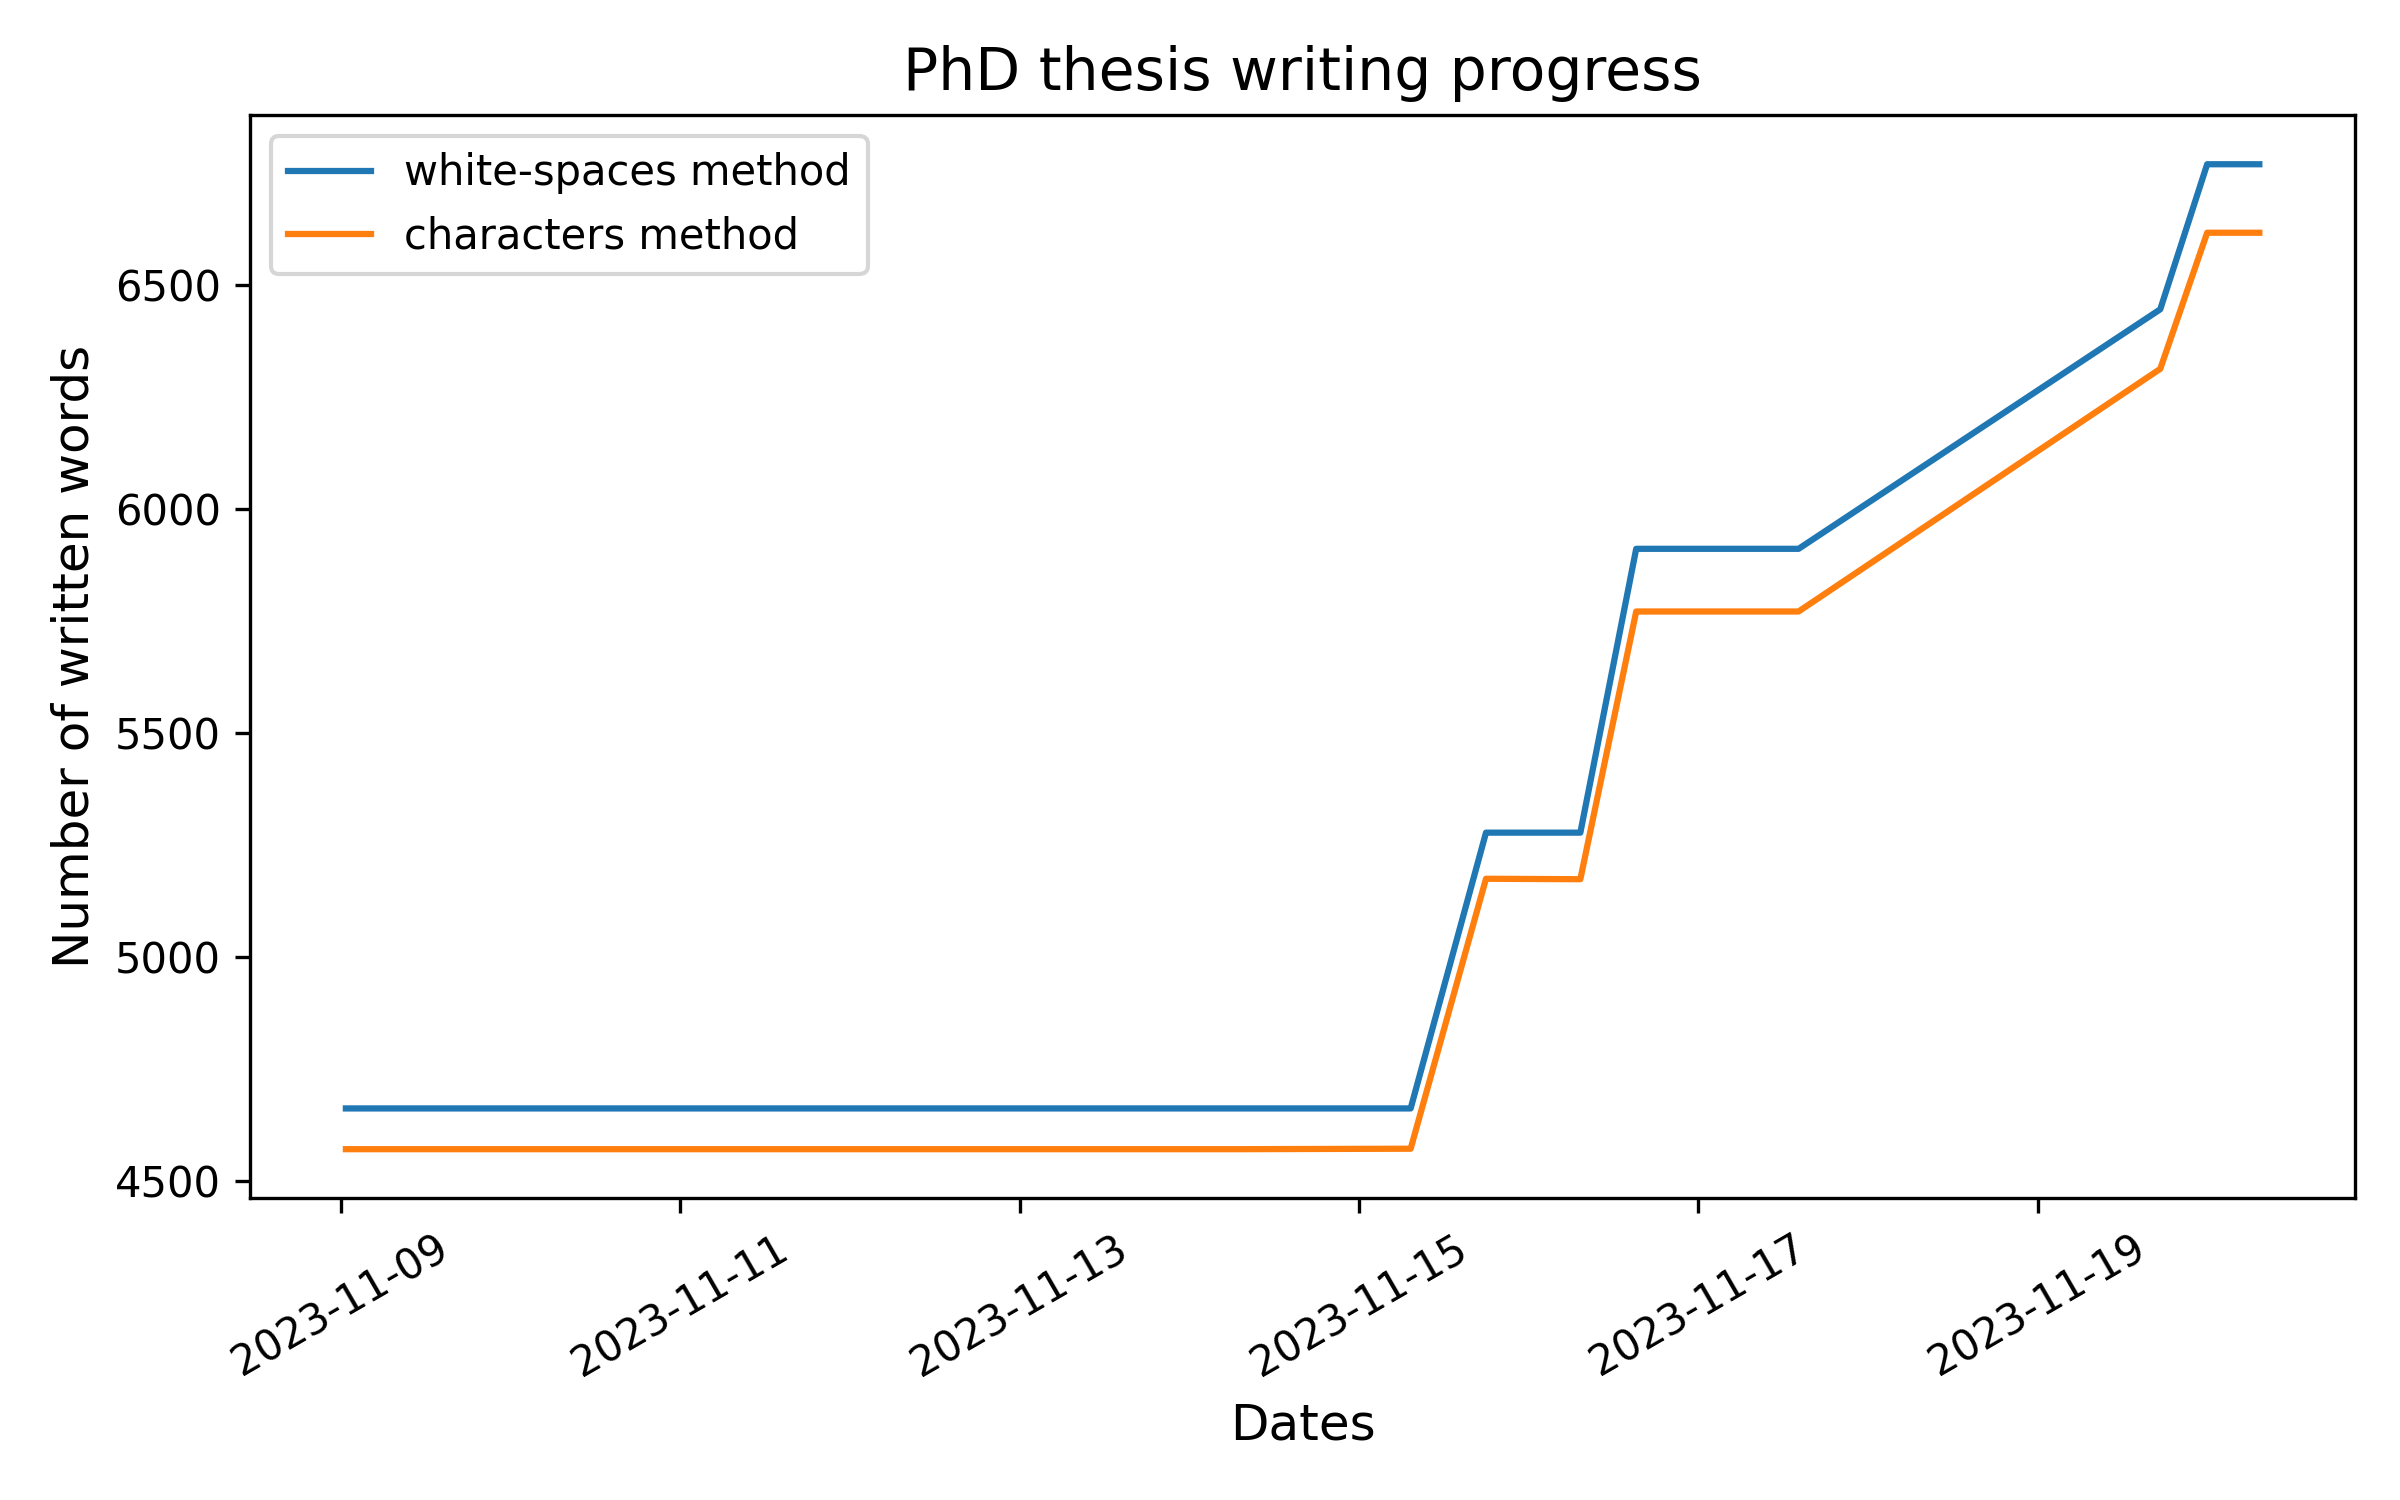 PhD thesis writing progress
white-spaces method
characters method
Number of written words
6500
6000
5500
5000
4500
2023-11-09
2023-11-11
2023-11-13
2023-11-15
2023-11-17
2023-11-19
Dates